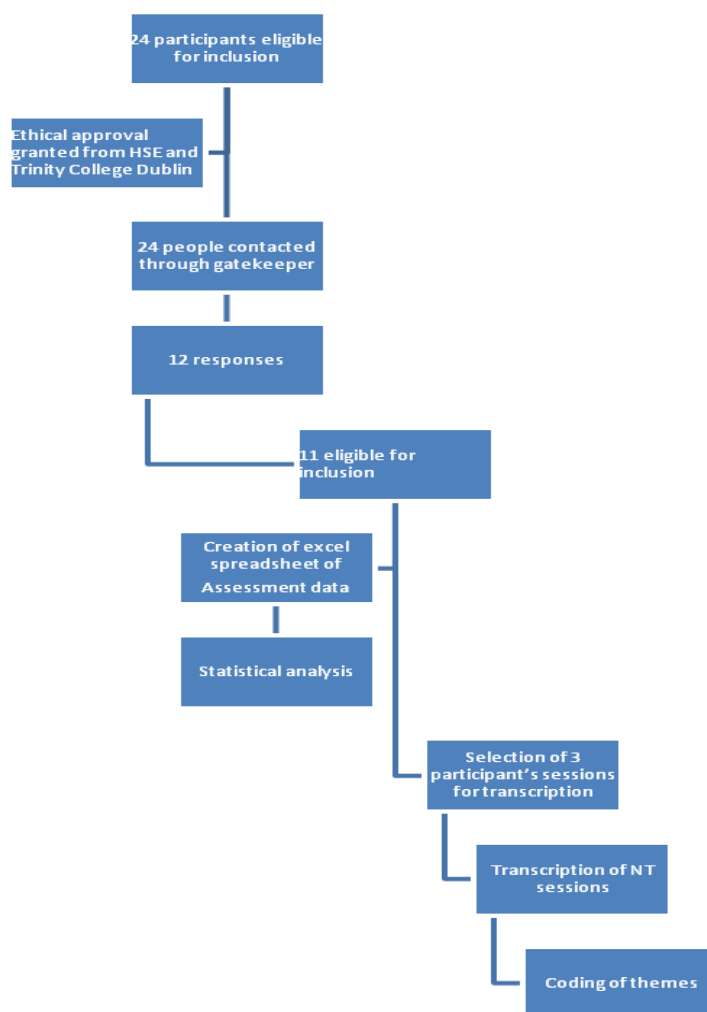 24 participants eligible
for inclusion
Ethical approval
granted from HSE and
Trinity College Dublin
24 people contacted
through gatekeeper
12 responses
11 eligible for
inclusion
Creation of excel
spreadsheet of
Assessment data
Statistical analysis
Selection of 3
participant's sessions
for transcription
Transcription of NT
sessions
Coding of themes